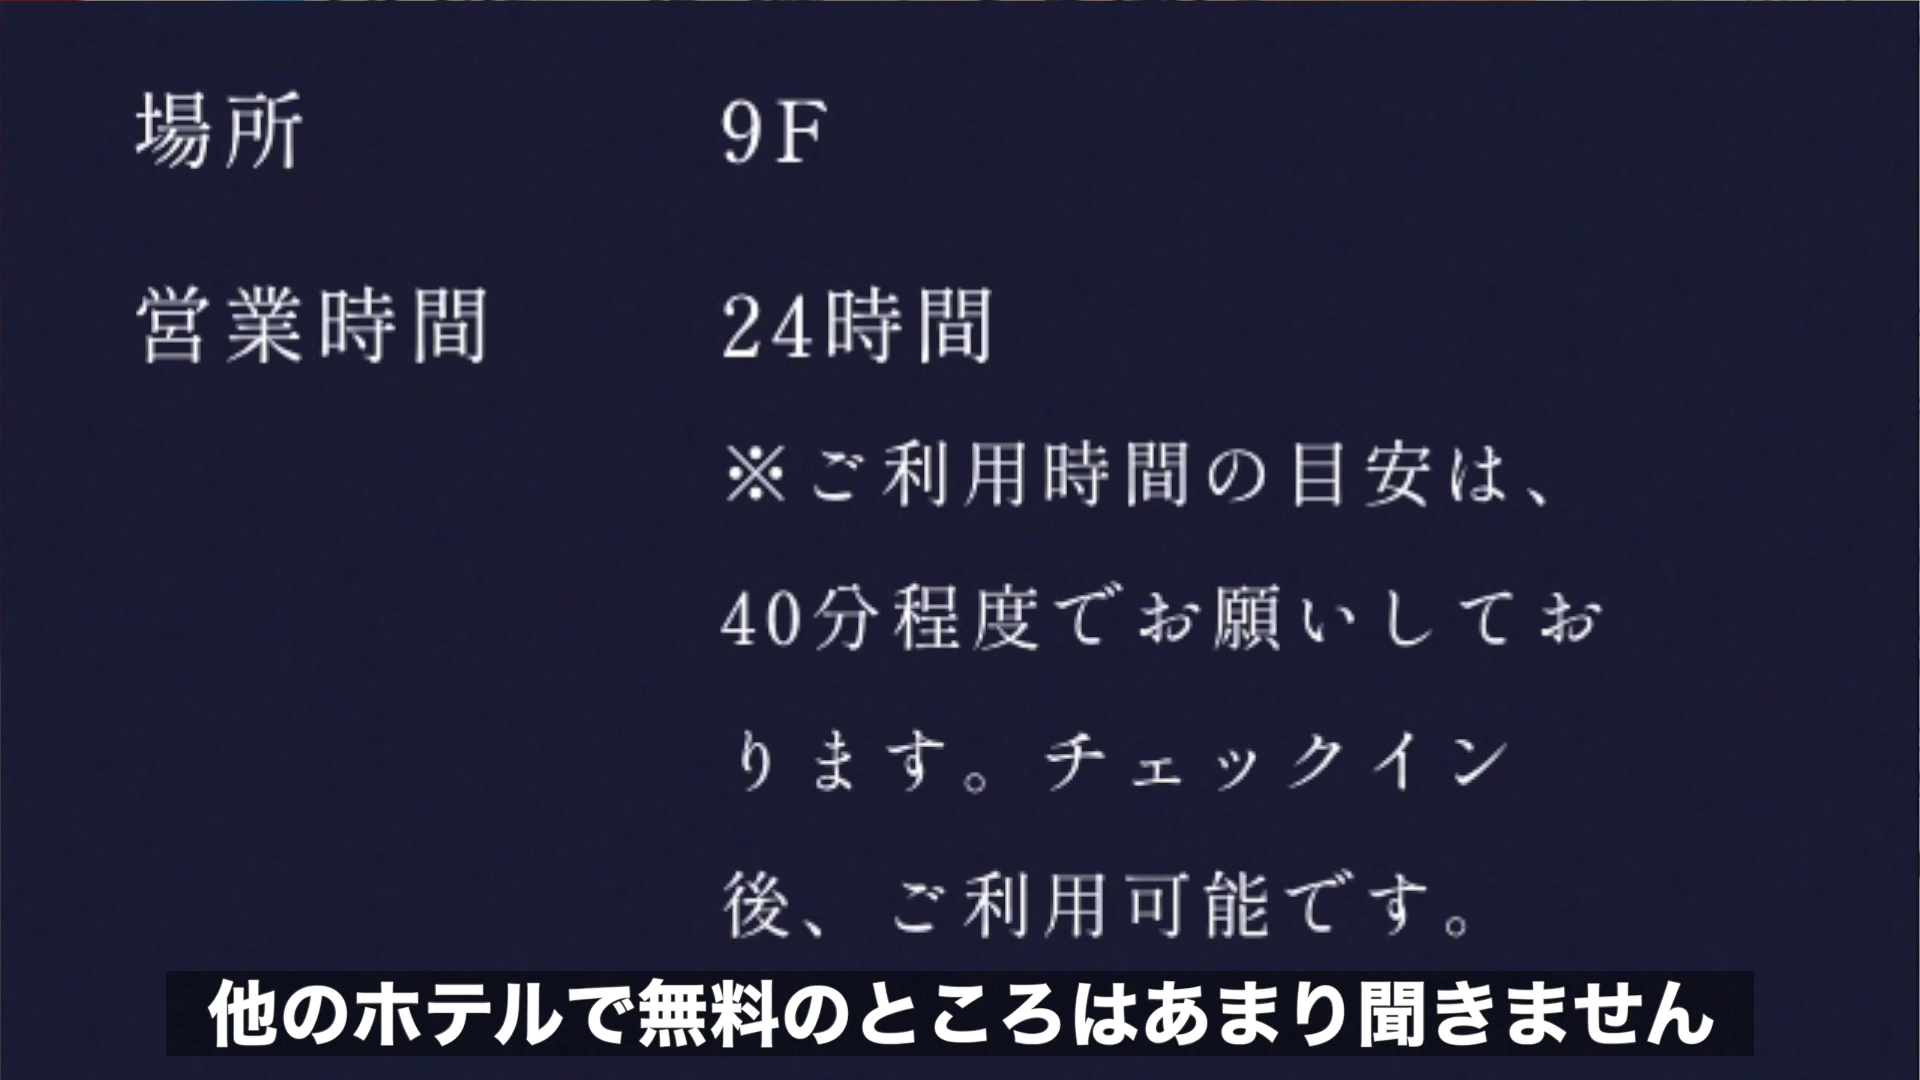 場所 9F
営業時間 24時間
※ご利用時間の目安は、
40分程度でお願いしてお
ります。チェックイン
後、ご利用可能です。
他のホテルで無料のところはあまり聞きません